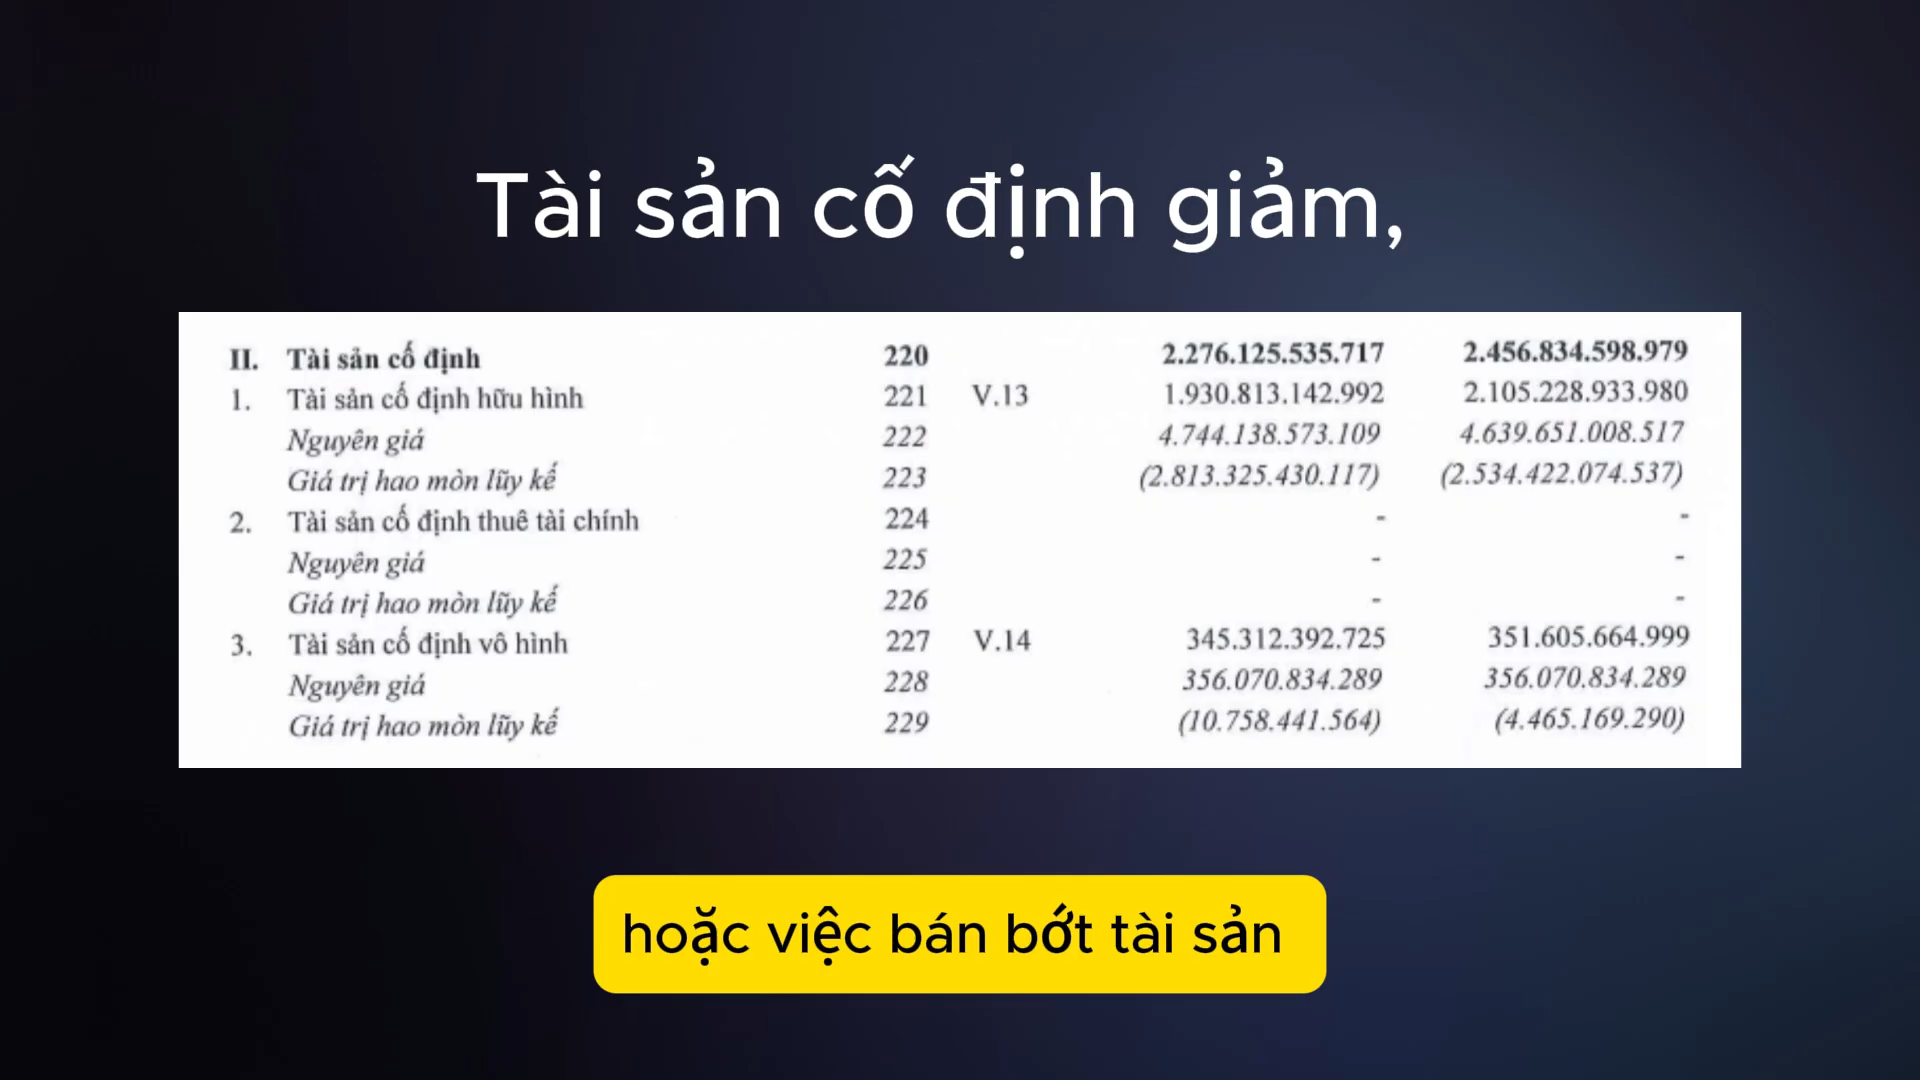 Tài sản cố định giảm,
II. Tài sản cố định 220 2.276.125.535.717 2.456.834.598.979
1. Tài sản cố định hữu hình 221 V.13 1.930.813.142.992 2.105.228.933.980
Nguyên giá 222 4.744.138.573.109 4.639.651.008.517
Giá trị hao mòn lũy kế 223 (2.813.325.430.117) (2.534.422.074.537)
2. Tài sản cố định thuê tài chính 224 - -
Nguyên giá 225 - -
Giá trị hao mòn lũy kế 226 - -
3. Tài sản cố định vô hình 227 V.14 345.312.392.725 351.605.664.999
Nguyên giá 228 356.070.834.289 356.070.834.289
Giá trị hao mòn lũy kế 229 (10.758.441.564) (4.465.169.290)
hoặc việc bán bớt tài sản